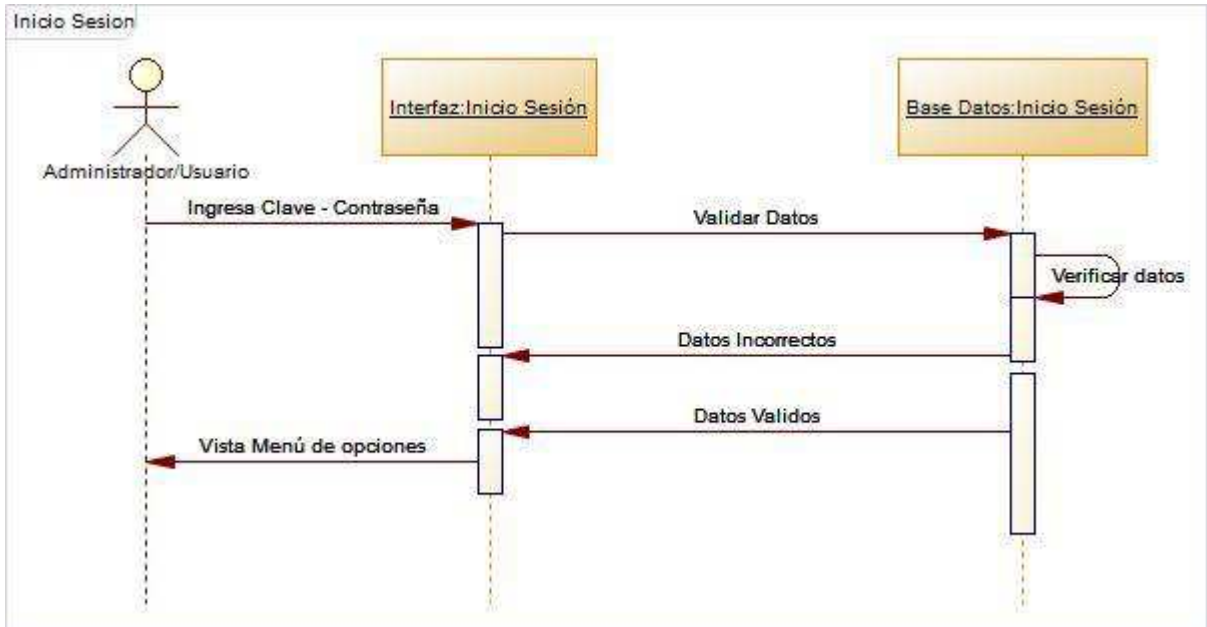 Inicio Sesion
Interfaz:Inicio Sesión
Base Datos:Inicio Sesión
Administrador/Usuario
Ingresa Clave - Contraseña
Validar Datos
Verificar datos
Datos Incorrectos
Datos Validos
Vista Menú de opciones